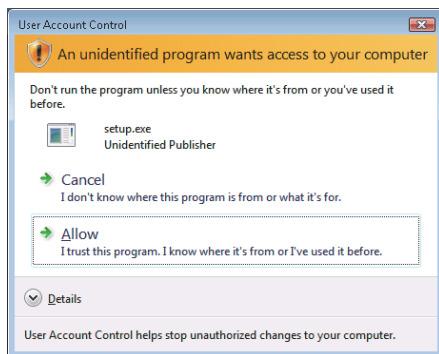 User Account Control
An unidentified program wants access to your computer
Don't run the program unless you know where it's from or you've used it
before.
setup.exe
Unidentified Publisher
Cancel
I don't know where this program is from or what it's for.
Allow
I trust this program. I know where it's from or I've used it before.
Details
User Account Control helps stop unauthorized changes to your computer.